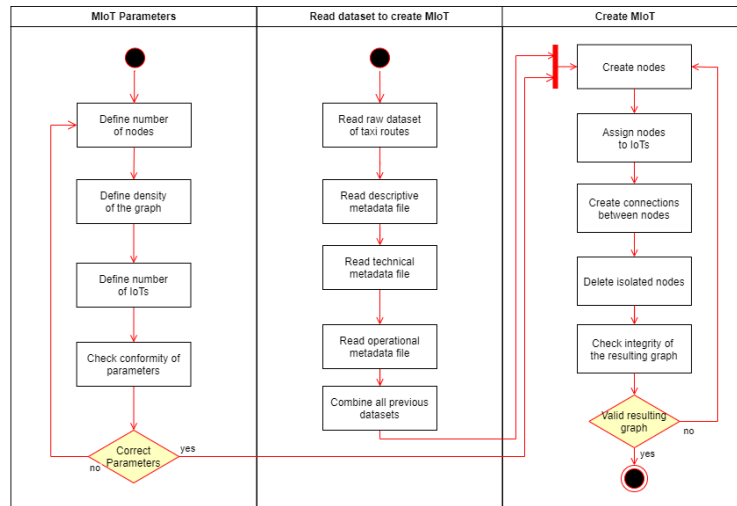 MIoT Parameters
Define number
of nodes
Define density
of the graph
Define number
of IoTs
Check conformity of
parameters
Correct
Parameters
no
yes
Read dataset to create MIoT
Read raw dataset
of taxi routes
Read descriptive
metadata file
Read technical
metadata file
Read operational
metadata file
Combine all previous
datasets
Create MIoT
Create nodes
Assign nodes
to IoTs
Create connections
between nodes
Delete isolated nodes
Check integrity of
the resulting graph
Valid resulting
graph
no
yes